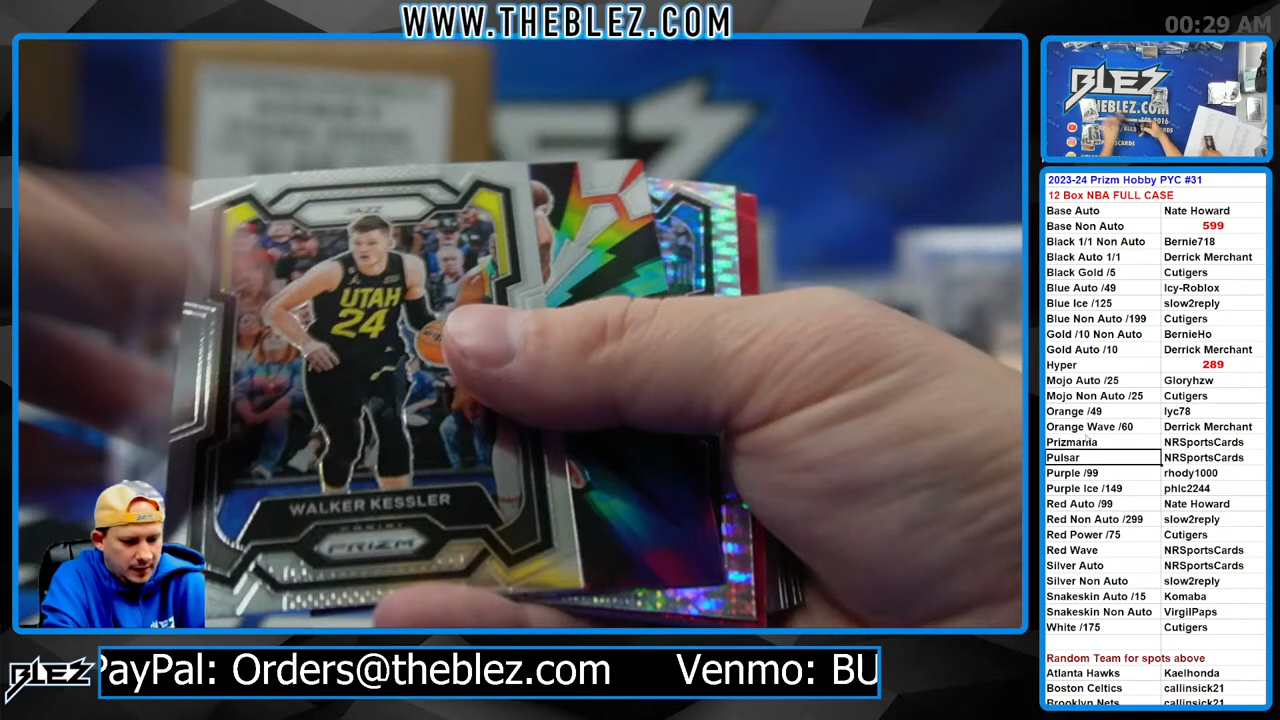 WWW.THEBLEZ.COM
00:29 AM
JAZZ
UTAH
24
WALKER KESSLER
PANINI
PRIZM
BLEZ
THEBLEZ.COM
2023-24 Prizm Hobby PYC #31
12 Box NBA FULL CASE
Base Auto Nate Howard
Base Non Auto 599
Black 1/1 Non Auto Bernie718
Black Auto 1/1 Derrick Merchant
Black Gold /5 Cutigers
Blue Auto /49 Icy-Roblox
Blue Ice /125 slow2reply
Blue Non Auto /199 Cutigers
Gold /10 Non Auto BernieHo
Gold Auto /10 Derrick Merchant
Hyper 289
Mojo Auto /25 Gloryhzw
Mojo Non Auto /25 Cutigers
Orange /49 lyc78
Orange Wave /60 Derrick Merchant
Prizmania NRSportsCards
Pulsar NRSportsCards
Purple /99 rhody1000
Purple Ice /149 phlc2244
Red Auto /99 Nate Howard
Red Non Auto /299 slow2reply
Red Power /75 Cutigers
Red Wave NRSportsCards
Silver Auto NRSportsCards
Silver Non Auto slow2reply
Snakeskin Auto /15 Komaba
Snakeskin Non Auto VirgilPaps
White /175 Cutigers
Random Team for spots above
Atlanta Hawks Kaelhonda
Boston Celtics callinsick21
Brooklyn Nets callinsick21
BLEZ
PayPal: Orders@theblez.com Venmo: BU